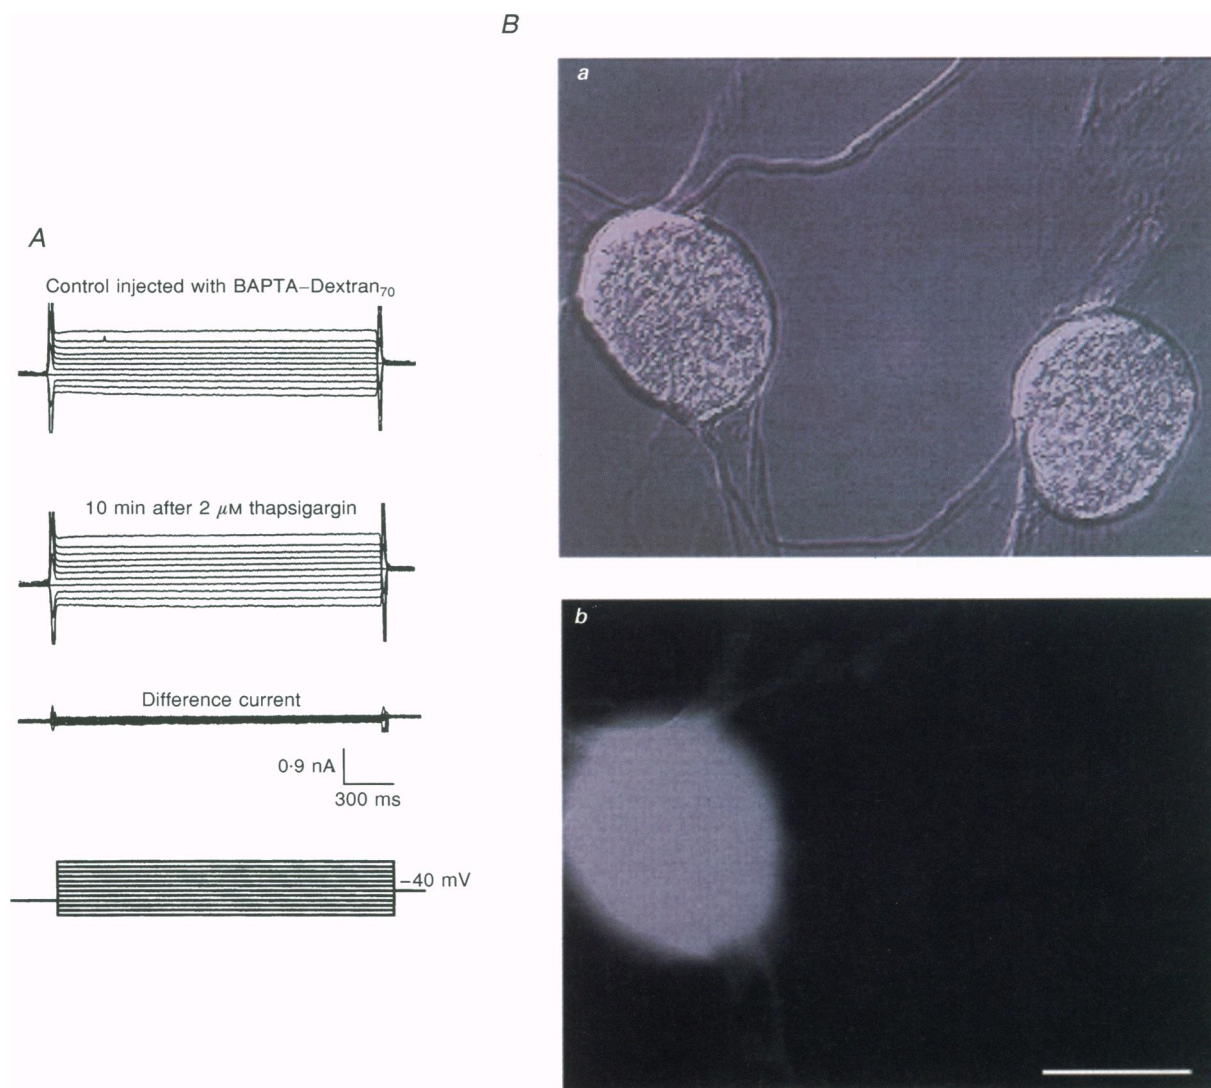 A
Control injected with BAPTA–Dextran₇₀
10 min after 2 μM thapsigargin
Difference current
0·9 nA
300 ms
−40 mV
B
a
b